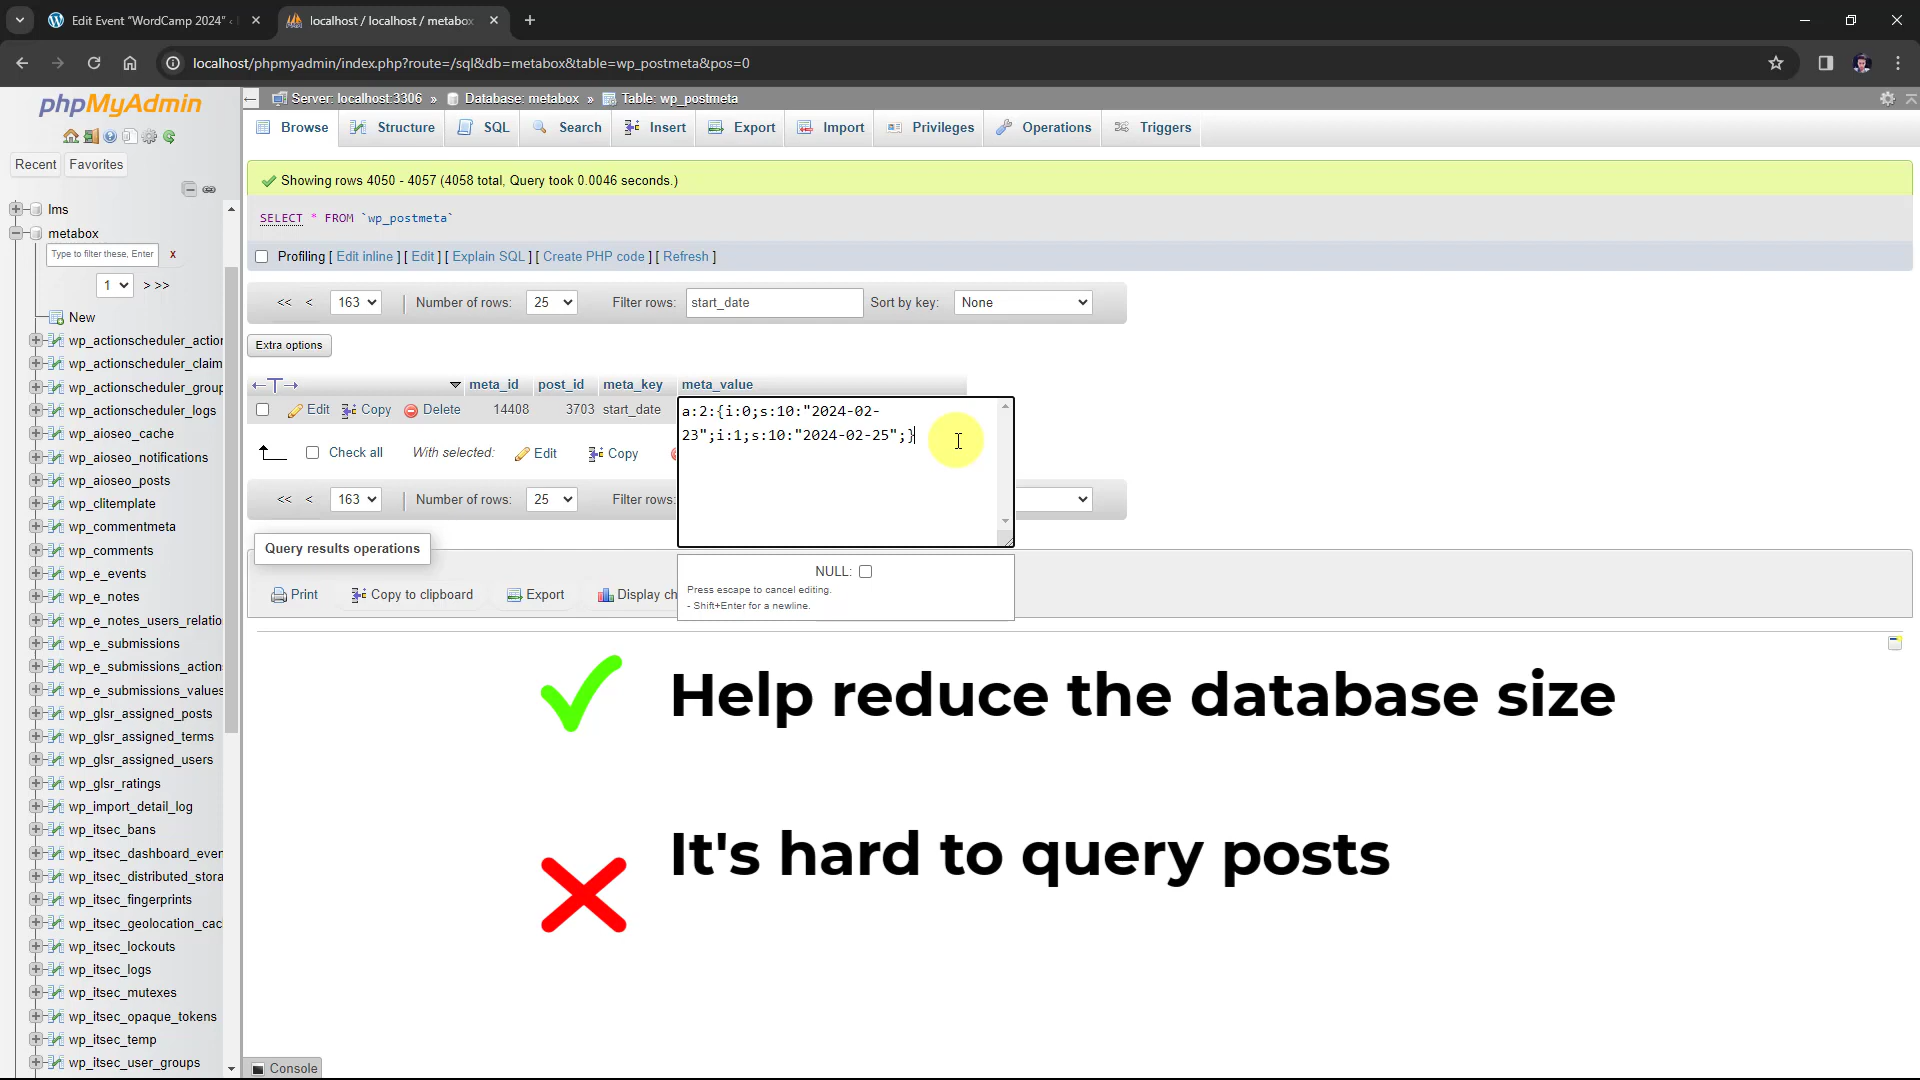 Edit Event “WordCamp 2024” ‹
localhost / localhost / metabox
localhost/phpmyadmin/index.php?route=/sql&db=metabox&table=wp_postmeta&pos=0
phpMyAdmin
Recent
Favorites
lms
metabox
Type to filter these, Enter
X
1
> >>
New
wp_actionscheduler_action
wp_actionscheduler_claim
wp_actionscheduler_group
wp_actionscheduler_logs
wp_aioseo_cache
wp_aioseo_notifications
wp_aioseo_posts
wp_clitemplate
wp_commentmeta
wp_comments
wp_e_events
wp_e_notes
wp_e_notes_users_relatio
wp_e_submissions
wp_e_submissions_actions
wp_e_submissions_values
wp_glsr_assigned_posts
wp_glsr_assigned_terms
wp_glsr_assigned_users
wp_glsr_ratings
wp_import_detail_log
wp_itsec_bans
wp_itsec_dashboard_even
wp_itsec_distributed_stora
wp_itsec_fingerprints
wp_itsec_geolocation_cac
wp_itsec_lockouts
wp_itsec_logs
wp_itsec_mutexes
wp_itsec_opaque_tokens
wp_itsec_temp
wp_itsec_user_groups
Server: localhost:3306 » Database: metabox » Table: wp_postmeta
Browse Structure SQL Search Insert Export Import Privileges Operations Triggers
Showing rows 4050 - 4057 (4058 total, Query took 0.0046 seconds.)
SELECT * FROM `wp_postmeta`
Profiling [ Edit inline ] [ Edit ] [ Explain SQL ] [ Create PHP code ] [ Refresh ]
<< < 163 | Number of rows: 25 Filter rows: start_date Sort by key: None
Extra options
←T→ meta_id post_id meta_key meta_value
Edit Copy Delete 14408 3703 start_date
a:2:{i:0;s:10:"2024-02-
23";i:1;s:10:"2024-02-25";}
Check all With selected: Edit Copy
<< < 163 | Number of rows: 25 Filter rows:
NULL:
Press escape to cancel editing.
- Shift+Enter for a newline.
Query results operations
Print Copy to clipboard Export Display ch
Help reduce the database size
It's hard to query posts
Console